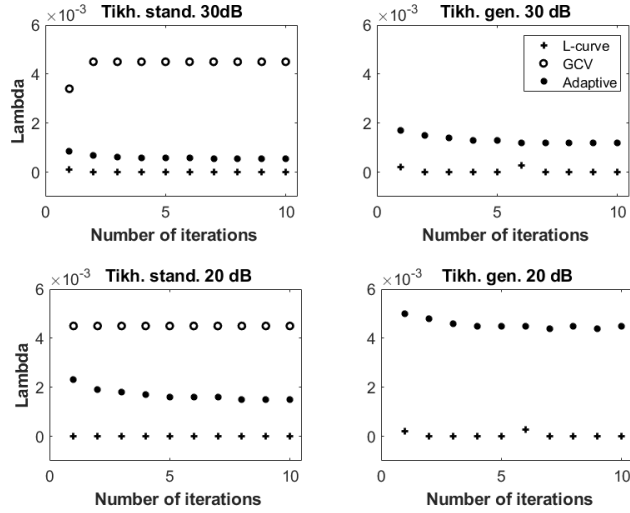 Tikh. stand. 30dB
×10^-3
6
4
2
0
Lambda
0
5
10
Number of iterations
Tikh. gen. 30 dB
×10^-3
6
4
2
0
L-curve
GCV
Adaptive
0
5
10
Number of iterations
Tikh. stand. 20 dB
×10^-3
6
4
2
0
Lambda
0
5
10
Number of iterations
Tikh. gen. 20 dB
×10^-3
6
4
2
0
0
5
10
Number of iterations